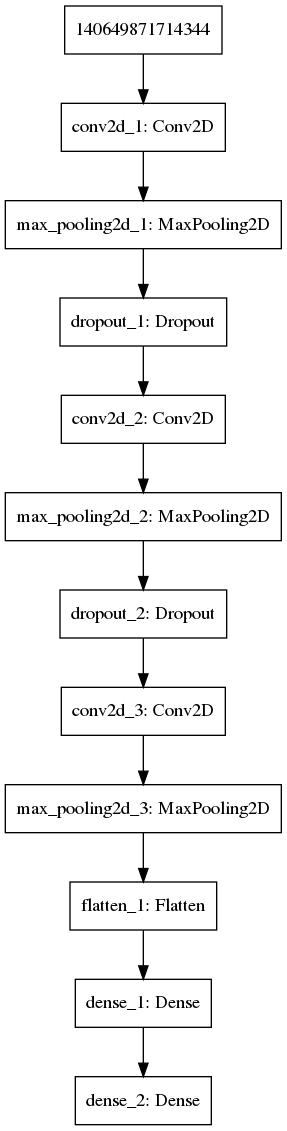 140649871714344
conv2d_1: Conv2D
max_pooling2d_1: MaxPooling2D
dropout_1: Dropout
conv2d_2: Conv2D
max_pooling2d_2: MaxPooling2D
dropout_2: Dropout
conv2d_3: Conv2D
max_pooling2d_3: MaxPooling2D
flatten_1: Flatten
dense_1: Dense
dense_2: Dense